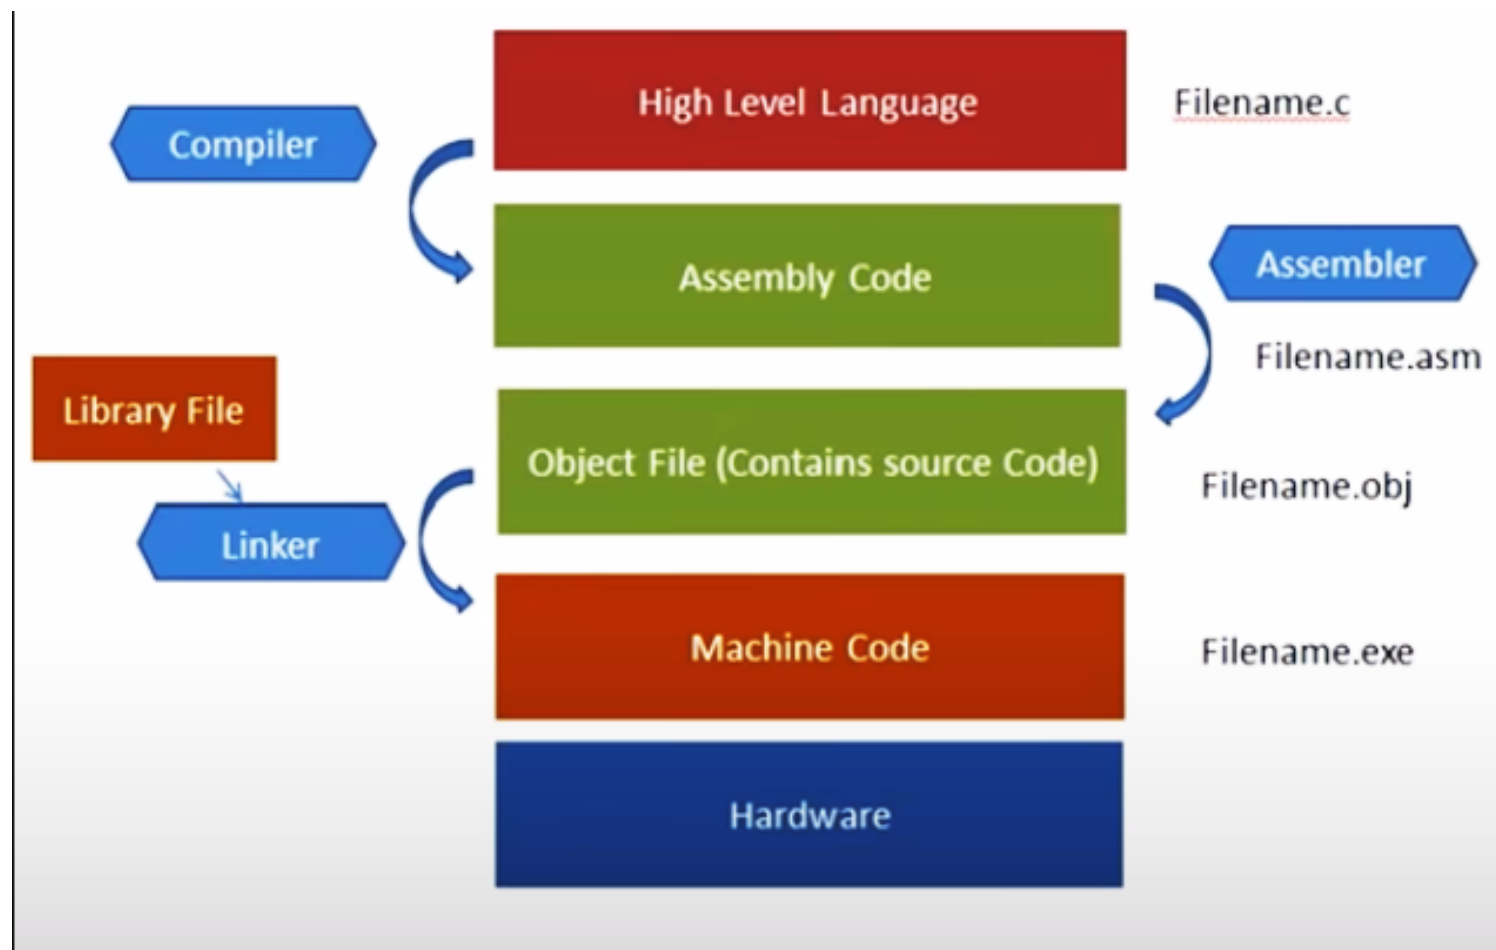 High Level Language
Filename.c
Compiler
Assembly Code
Assembler
Filename.asm
Library File
Object File (Contains source Code)
Filename.obj
Linker
Machine Code
Filename.exe
Hardware